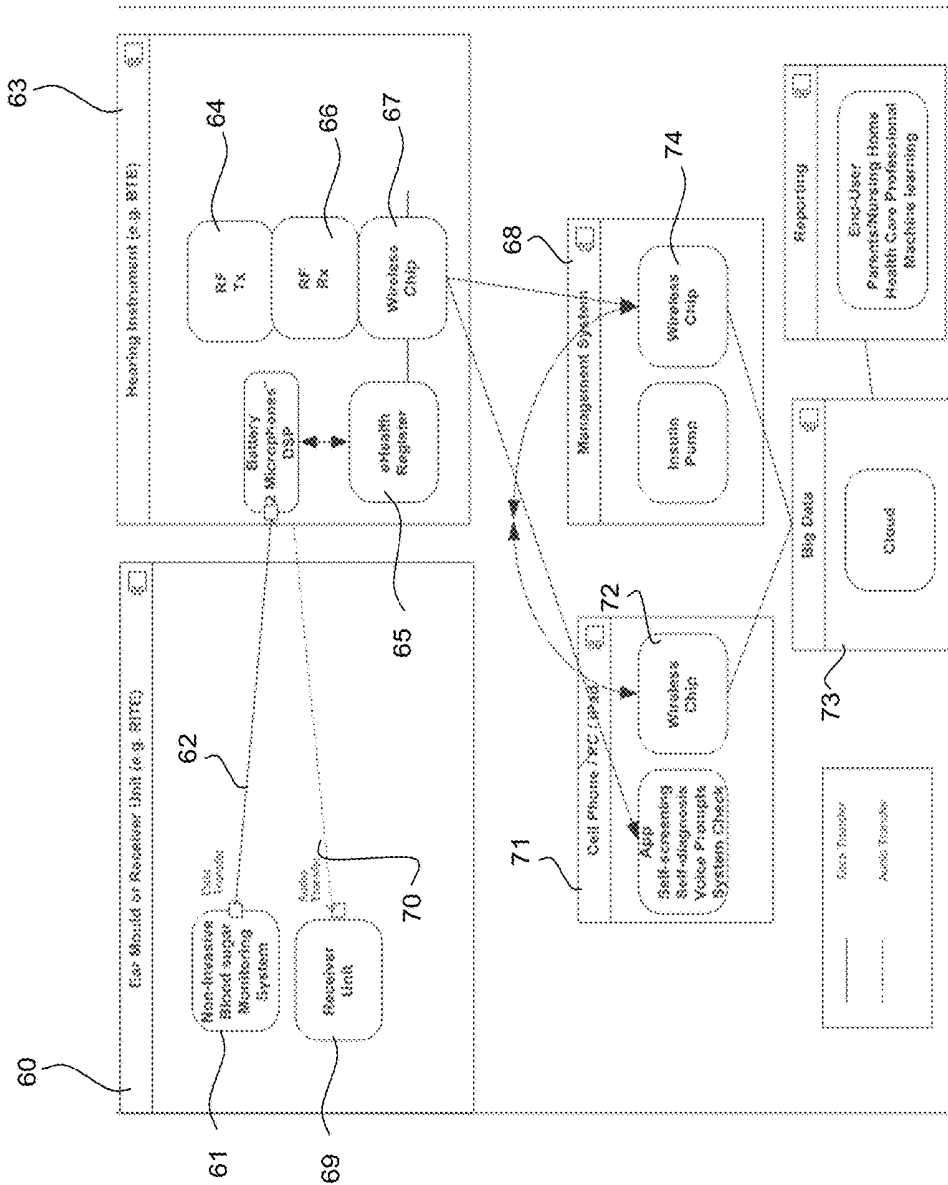 60
Ear Mould or Receiver Unit (e.g. RITE)
61
Non-Invasive
Blood sugar
Monitoring
System
Data
Transfer
62
69
Receiver
Unit
Audio
Transfer
70
63
Hearing Instrument (e.g. BTE)
Battery
2 Microphones
DSP
eHealth
Register
65
RF
Tx
64
RF
Rx
66
Wireless
Chip
67
71
Cell Phone / PC / iPad
App
Self-screening
Self-diagnosis
Voice Prompts
System Check
Wireless
Chip
72
68
Management System
Insulin
Pump
Wireless
Chip
74
Data Transfer
Audio Transfer
73
Big Data
Cloud
Reporting
End-User
Parents/Nursing Home
Health Care Professional
Machine learning